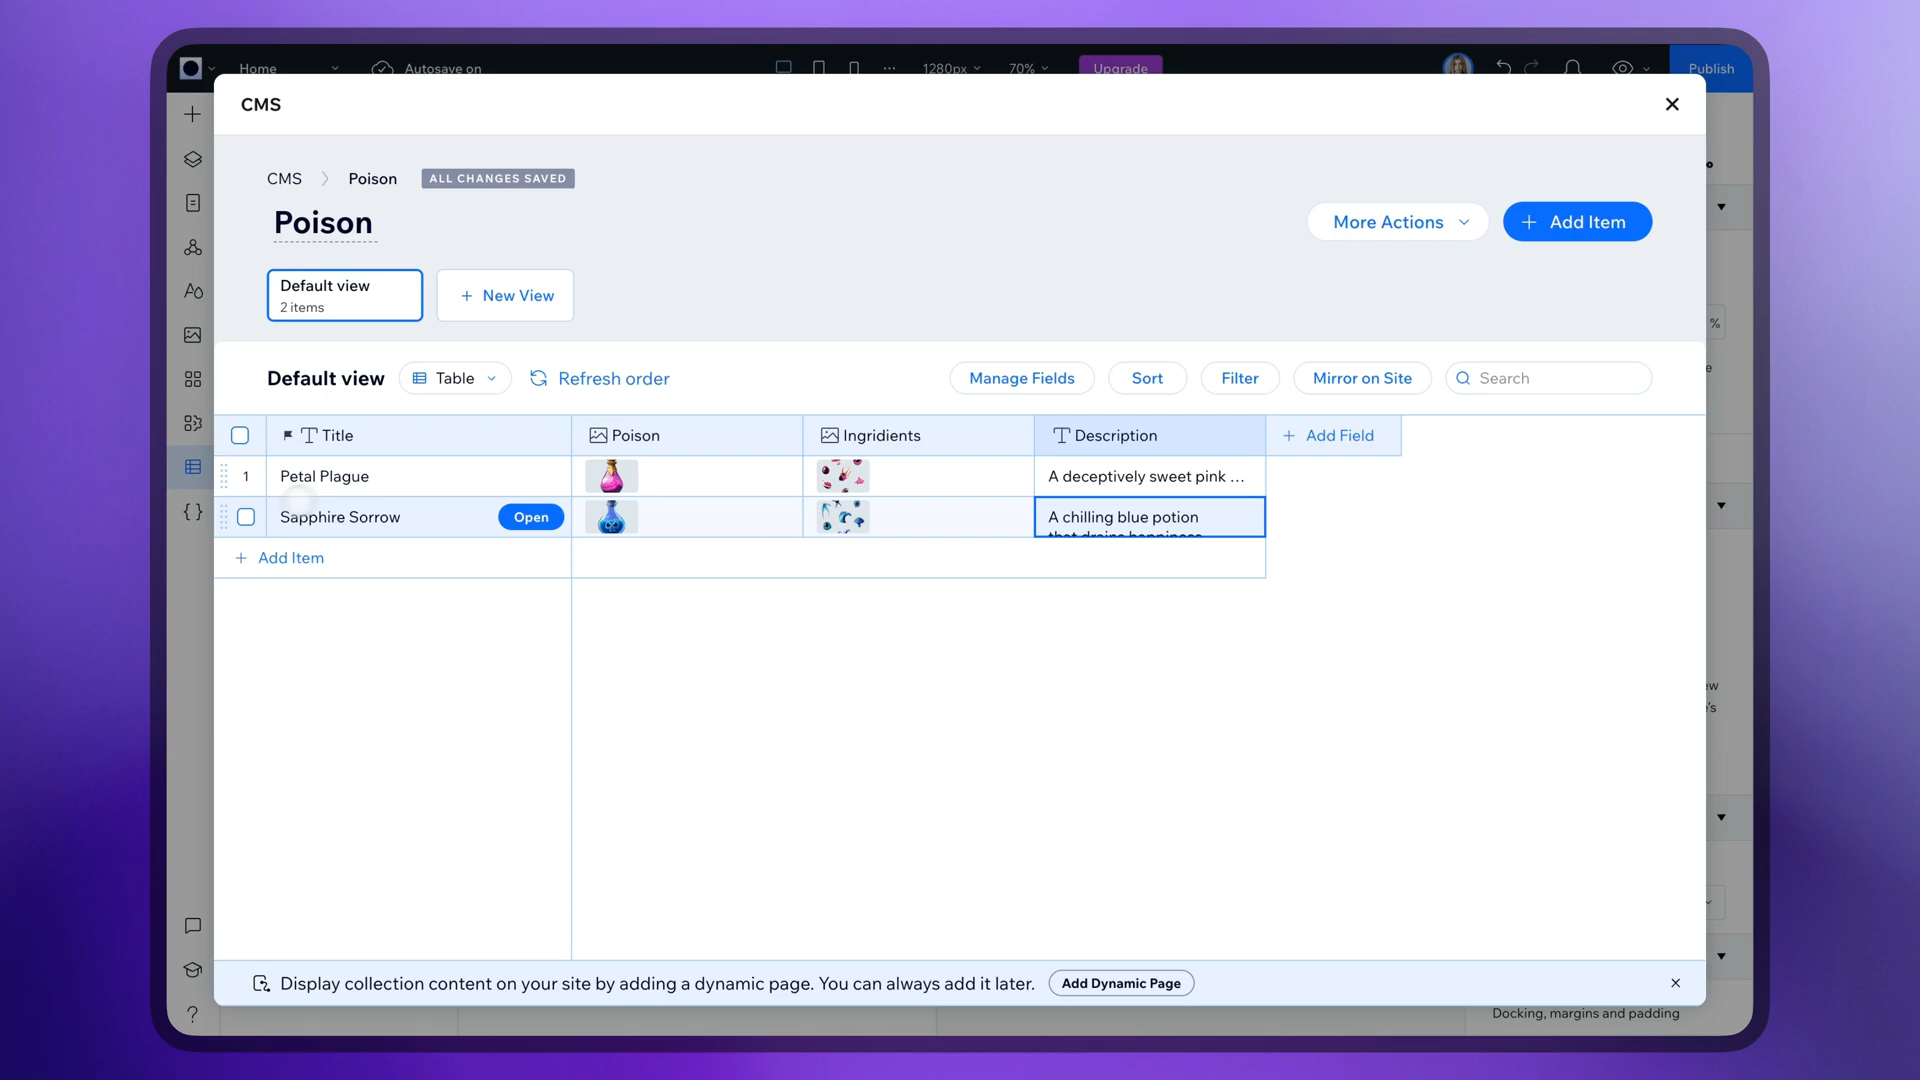 Home
Autosave on
1280px
70%
Upgrade
Publish
CMS
CMS
Poison
ALL CHANGES SAVED
Poison
More Actions
+ Add Item
Default view
2 items
+ New View
%
Default view
Table
Refresh order
Manage Fields
Sort
Filter
Mirror on Site
Search
Title
Poison
Ingridients
Description
+ Add Field
1
Petal Plague
A deceptively sweet pink ...
Sapphire Sorrow
Open
A chilling blue potion
that drains happiness
+ Add Item
Display collection content on your site by adding a dynamic page. You can always add it later.
Add Dynamic Page
?
Docking, margins and padding